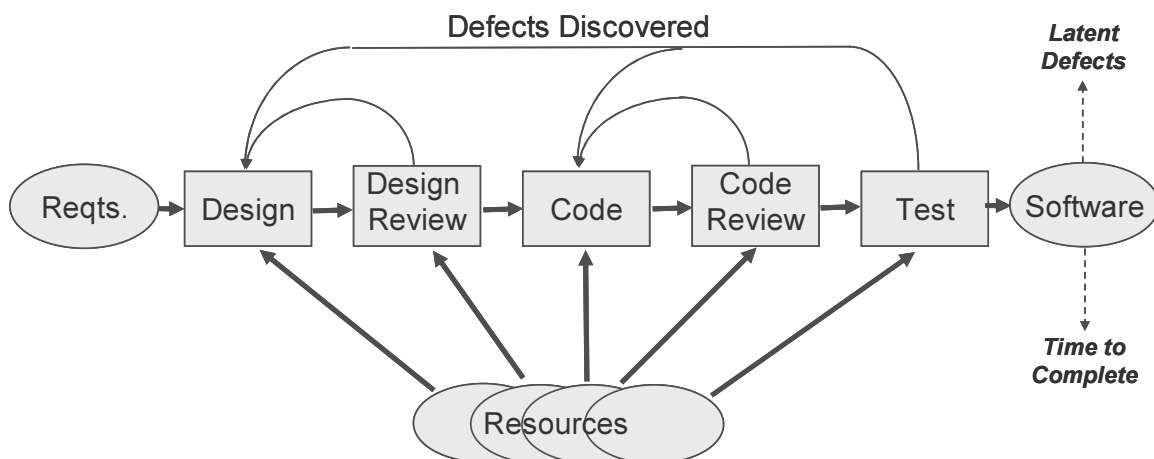 Defects Discovered
Latent
Defects
Reqts.
Design
Design
Review
Code
Code
Review
Test
Software
Time to
Complete
Resources